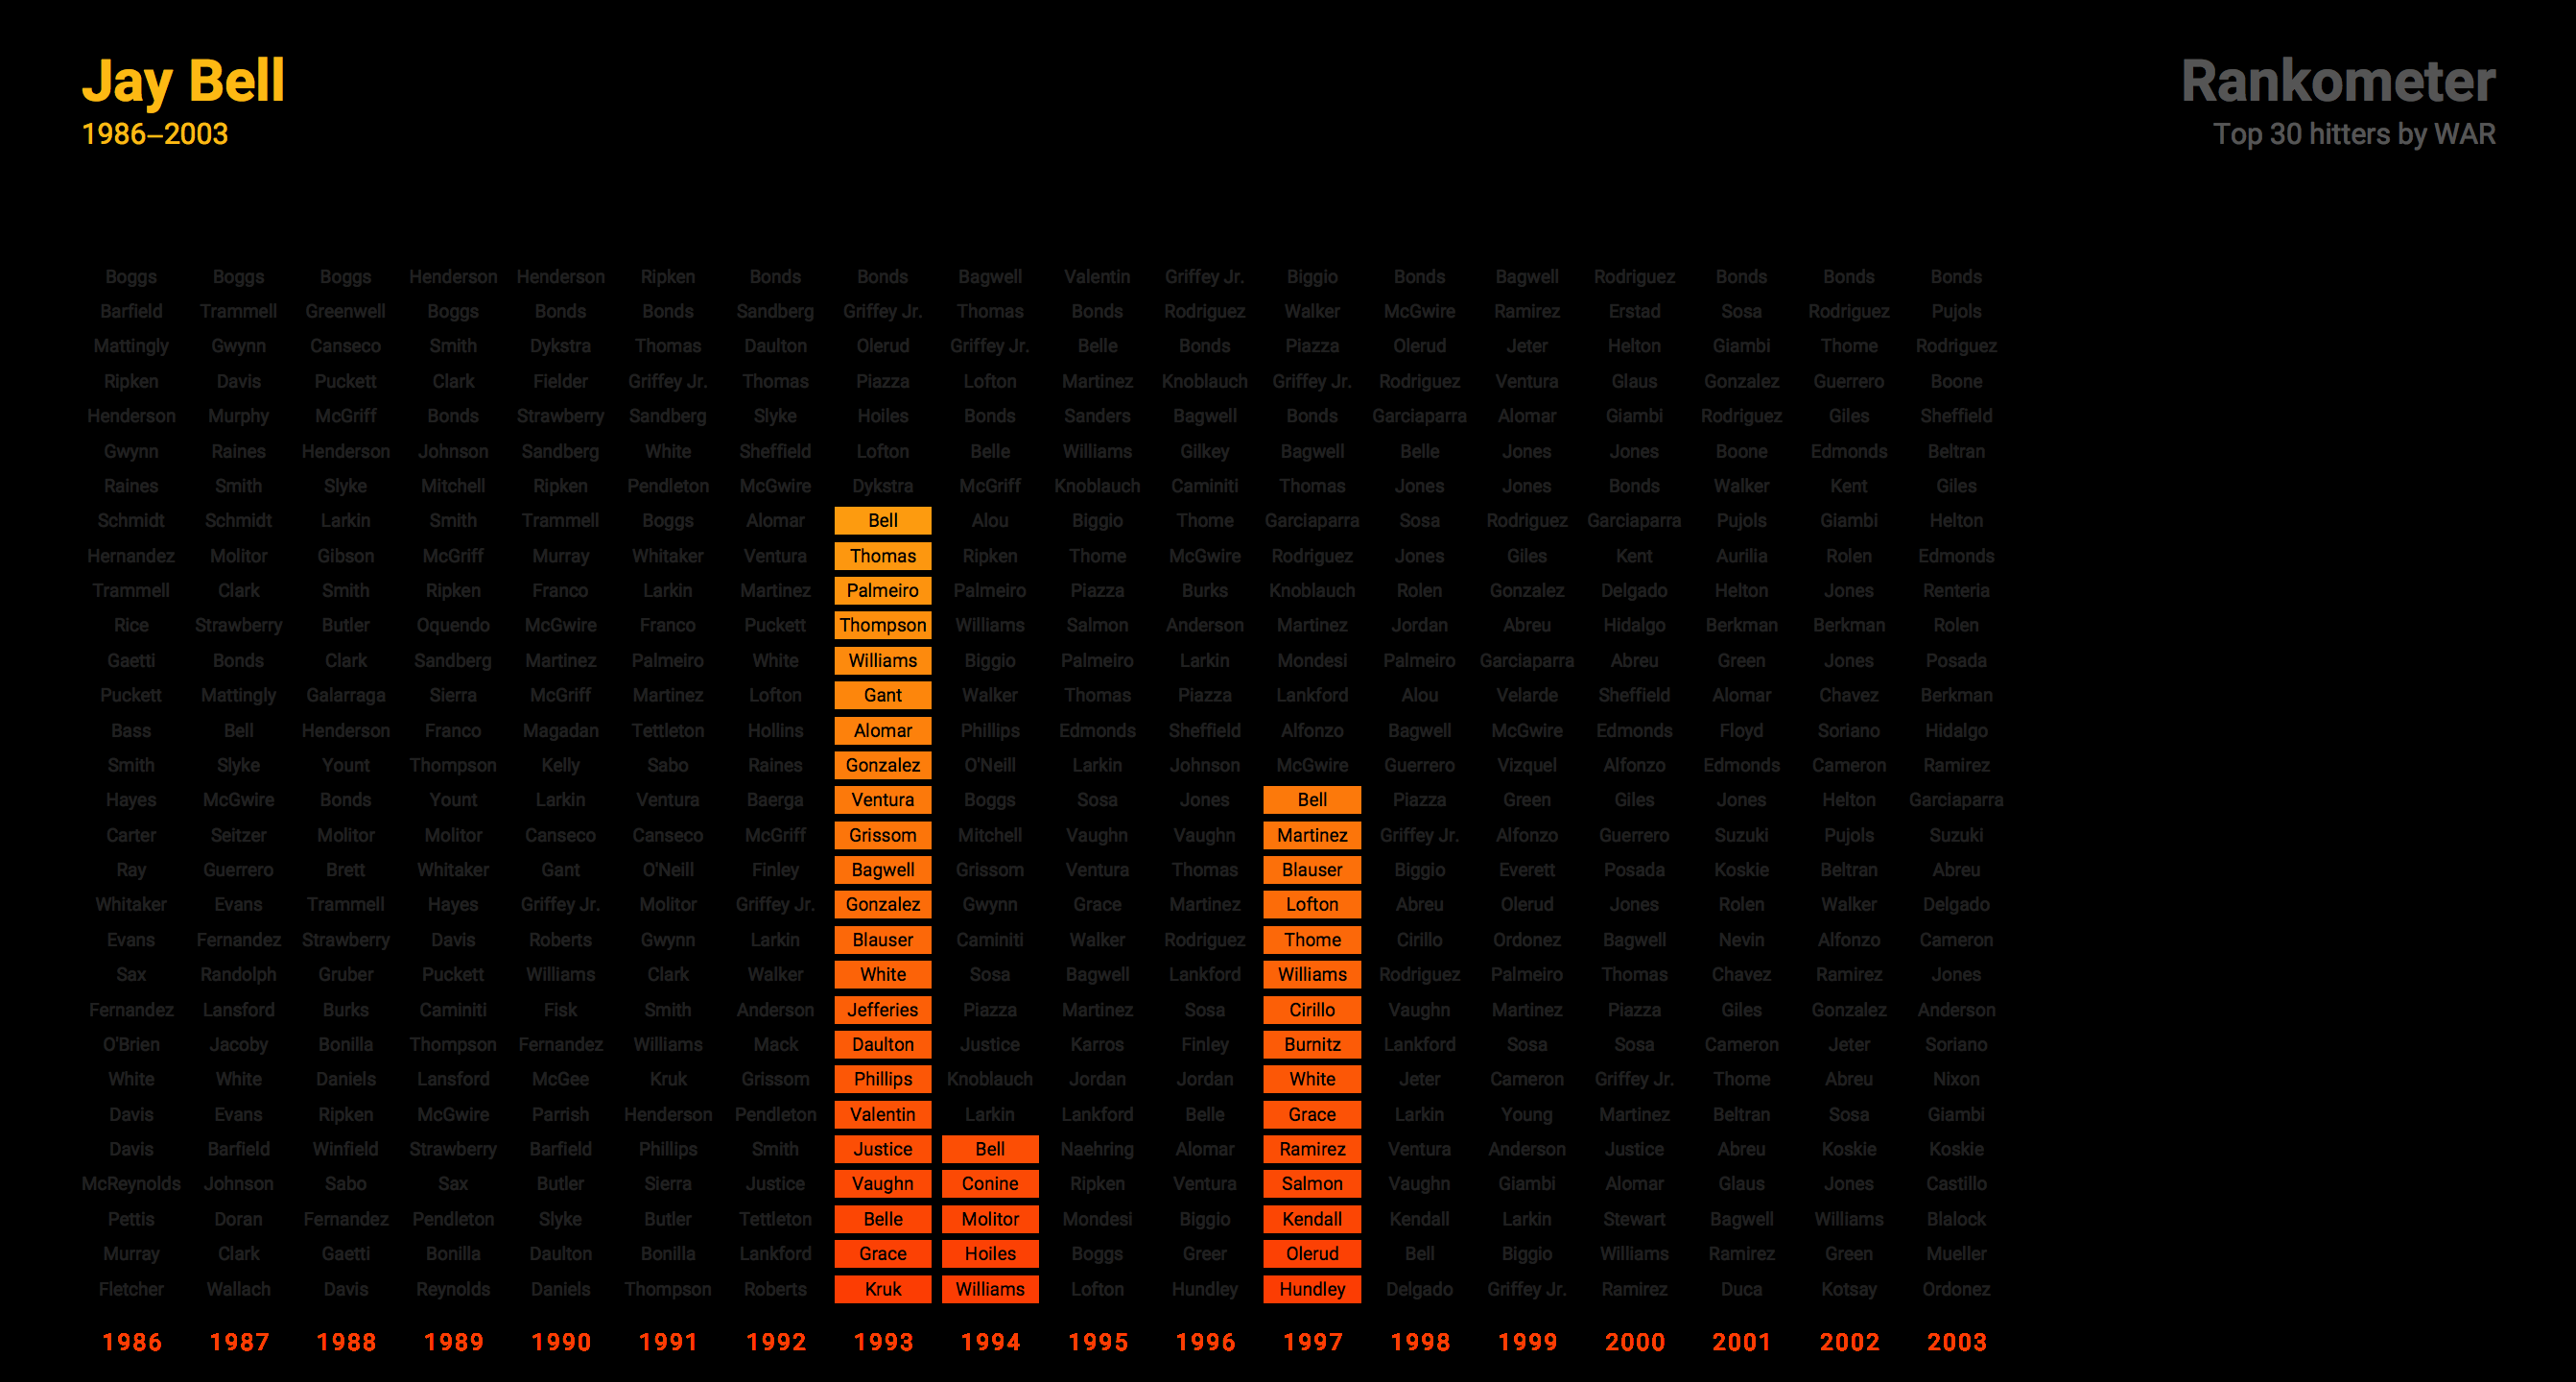 Jay Bell
1986–2003
Rankometer
Top 30 hitters by WAR
Boggs Boggs Boggs Henderson Henderson Ripken Bonds Bonds Bagwell Valentin Griffey Jr. Biggio Bonds Bagwell Rodriguez Bonds Bonds Bonds
Barfield Trammell Greenwell Boggs Bonds Bonds Sandberg Griffey Jr. Thomas Bonds Rodriguez Walker McGwire Ramirez Erstad Sosa Rodriguez Pujols
Mattingly Gwynn Canseco Smith Dykstra Thomas Daulton Olerud Griffey Jr. Belle Bonds Piazza Olerud Jeter Helton Giambi Thome Rodriguez
Ripken Davis Puckett Clark Fielder Griffey Jr. Thomas Piazza Lofton Martinez Knoblauch Griffey Jr. Rodriguez Ventura Glaus Gonzalez Guerrero Boone
Henderson Murphy McGriff Bonds Strawberry Sandberg Slyke Hoiles Bonds Sanders Bagwell Bonds Garciaparra Alomar Giambi Rodriguez Giles Sheffield
Gwynn Raines Henderson Johnson Sandberg White Sheffield Lofton Belle Williams Gilkey Bagwell Belle Jones Jones Boone Edmonds Beltran
Raines Smith Slyke Mitchell Ripken Pendleton McGwire Dykstra McGriff Knoblauch Caminiti Thomas Jones Jones Bonds Walker Kent Giles
Schmidt Schmidt Larkin Smith Trammell Boggs Alomar Bell Alou Biggio Thome Garciaparra Sosa Rodriguez Garciaparra Pujols Giambi Helton
Hernandez Molitor Gibson McGriff Murray Whitaker Ventura Thomas Ripken Thome McGwire Rodriguez Jones Giles Kent Aurilia Rolen Edmonds
Trammell Clark Smith Ripken Franco Larkin Martinez Palmeiro Palmeiro Piazza Burks Knoblauch Rolen Gonzalez Delgado Helton Jones Renteria
Rice Strawberry Butler Oquendo McGwire Franco Puckett Thompson Williams Salmon Anderson Martinez Jordan Abreu Hidalgo Berkman Berkman Rolen
Gaetti Bonds Clark Sandberg Martinez Palmeiro White Williams Biggio Palmeiro Larkin Mondesi Palmeiro Garciaparra Abreu Green Jones Posada
Puckett Mattingly Galarraga Sierra McGriff Martinez Lofton Gant Walker Thomas Piazza Lankford Alou Velarde Sheffield Alomar Chavez Berkman
Bass Bell Henderson Franco Magadan Tettleton Hollins Alomar Phillips Edmonds Sheffield Alfonzo Bagwell McGwire Edmonds Floyd Soriano Hidalgo
Smith Slyke Yount Thompson Kelly Sabo Raines Gonzalez O'Neill Larkin Johnson McGwire Guerrero Vizquel Alfonzo Edmonds Cameron Ramirez
Hayes McGwire Bonds Yount Larkin Ventura Baerga Ventura Boggs Sosa Jones Bell Piazza Green Giles Jones Helton Garciaparra
Carter Seitzer Molitor Molitor Canseco Canseco McGriff Grissom Mitchell Vaughn Vaughn Martinez Griffey Jr. Alfonzo Guerrero Suzuki Pujols Suzuki
Ray Guerrero Brett Whitaker Gant O'Neill Finley Bagwell Grissom Ventura Thomas Blauser Biggio Everett Posada Koskie Beltran Abreu
Whitaker Evans Trammell Hayes Griffey Jr. Molitor Griffey Jr. Gonzalez Gwynn Grace Martinez Lofton Abreu Olerud Jones Rolen Walker Delgado
Evans Fernandez Strawberry Davis Roberts Gwynn Larkin Blauser Caminiti Walker Rodriguez Thome Cirillo Ordonez Bagwell Nevin Alfonzo Cameron
Sax Randolph Gruber Puckett Williams Clark Walker White Sosa Bagwell Lankford Williams Rodriguez Palmeiro Thomas Chavez Ramirez Jones
Fernandez Lansford Burks Caminiti Fisk Smith Anderson Jefferies Piazza Martinez Sosa Cirillo Vaughn Martinez Piazza Giles Gonzalez Anderson
O'Brien Jacoby Bonilla Thompson Fernandez Williams Mack Daulton Justice Karros Finley Burnitz Lankford Sosa Sosa Cameron Jeter Soriano
White White Daniels Lansford McGee Kruk Grissom Phillips Knoblauch Jordan Jordan White Jeter Cameron Griffey Jr. Thome Abreu Nixon
Davis Evans Ripken McGwire Parrish Henderson Pendleton Valentin Larkin Lankford Belle Grace Larkin Young Martinez Beltran Sosa Giambi
Davis Barfield Winfield Strawberry Barfield Phillips Smith Justice Bell Naehring Alomar Ramirez Ventura Anderson Justice Abreu Koskie Koskie
McReynolds Johnson Sabo Sax Butler Sierra Justice Vaughn Conine Ripken Ventura Salmon Vaughn Giambi Alomar Glaus Jones Castillo
Pettis Doran Fernandez Pendleton Slyke Butler Tettleton Belle Molitor Mondesi Biggio Kendall Kendall Larkin Stewart Bagwell Williams Blalock
Murray Clark Gaetti Bonilla Daulton Bonilla Lankford Grace Hoiles Boggs Greer Olerud Bell Biggio Williams Ramirez Green Mueller
Fletcher Wallach Davis Reynolds Daniels Thompson Roberts Kruk Williams Lofton Hundley Hundley Delgado Griffey Jr. Ramirez Duca Kotsay Ordonez
1986 1987 1988 1989 1990 1991 1992 1993 1994 1995 1996 1997 1998 1999 2000 2001 2002 2003